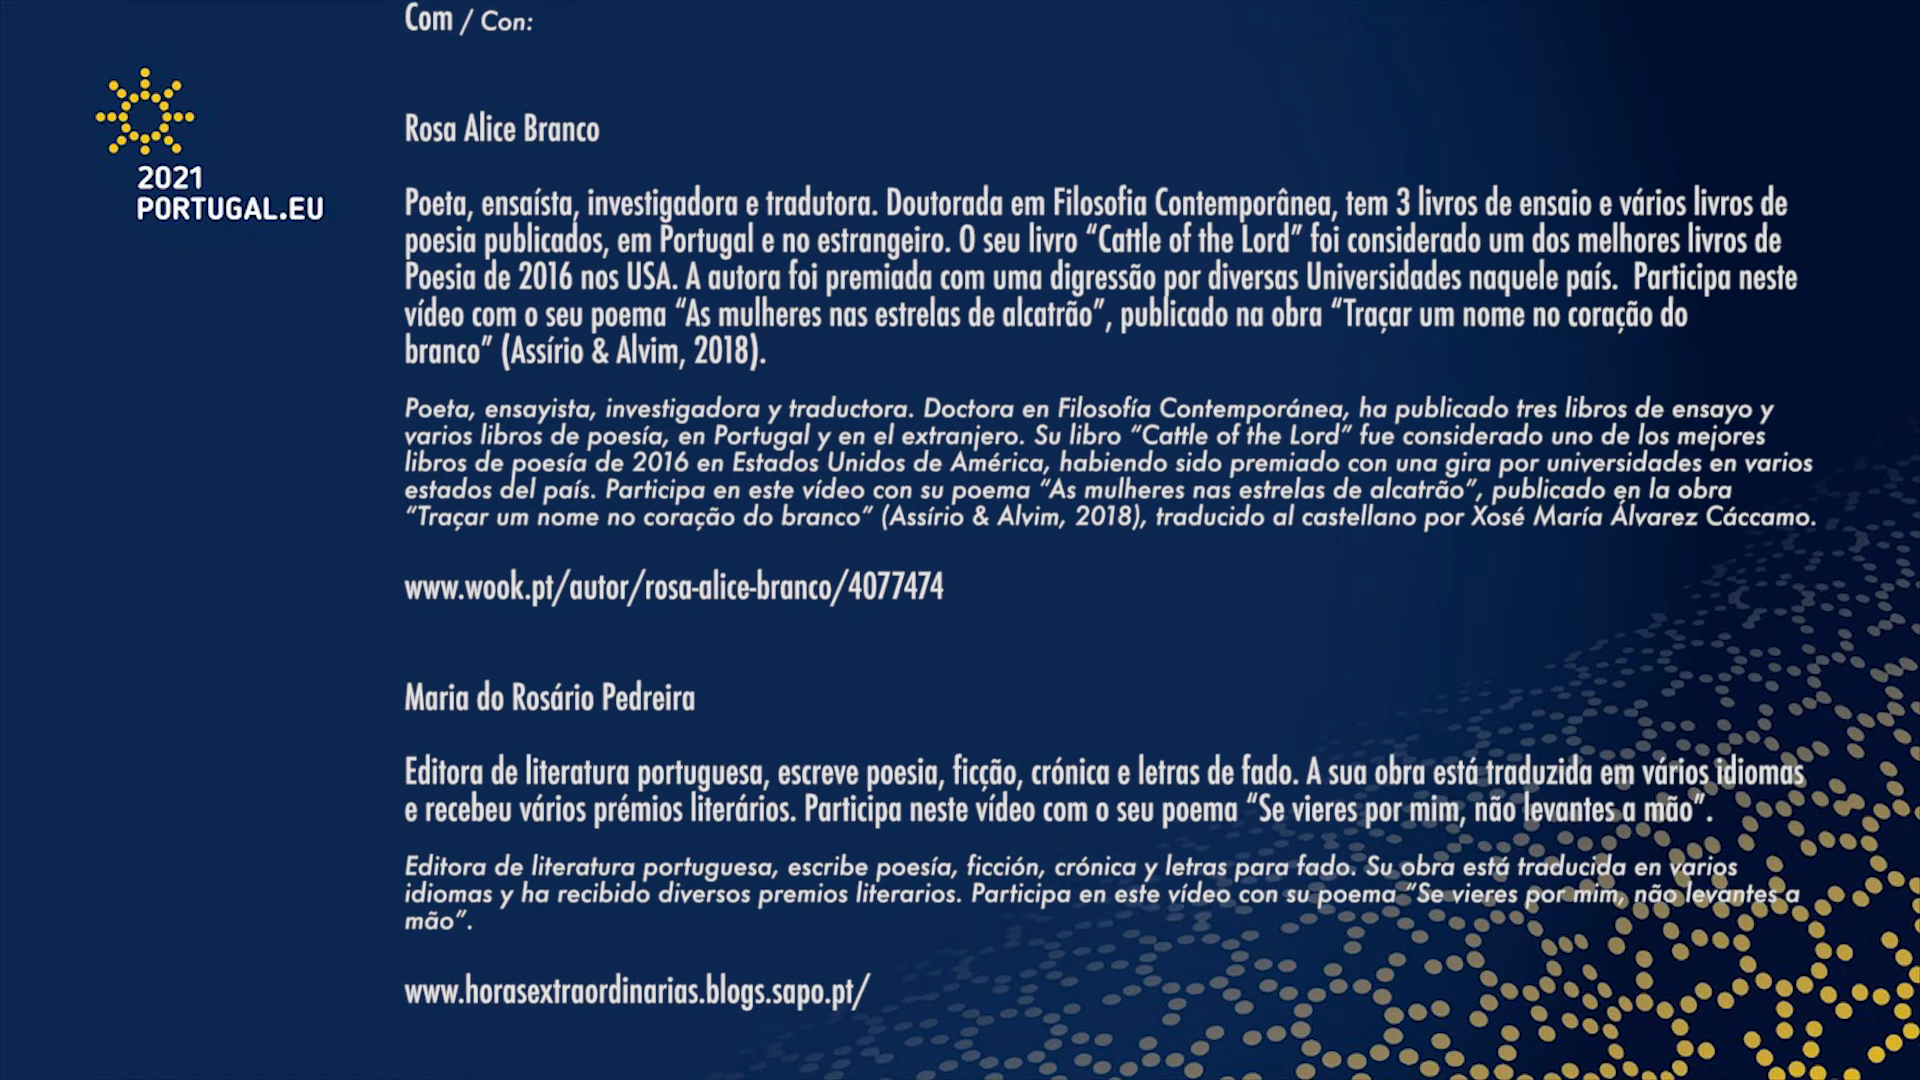 Com / Con:
2021
PORTUGAL.EU
Rosa Alice Branco
Poeta, ensaísta, investigadora e tradutora. Doutorada em Filosofia Contemporânea, tem 3 livros de ensaio e vários livros de
poesia publicados, em Portugal e no estrangeiro. O seu livro “Cattle of the Lord” foi considerado um dos melhores livros de
Poesia de 2016 nos USA. A autora foi premiada com uma digressão por diversas Universidades naquele país. Participa neste
vídeo com o seu poema “As mulheres nas estrelas de alcatrão”, publicado na obra “Traçar um nome no coração do
branco” (Assírio & Alvim, 2018).
Poeta, ensayista, investigadora y traductora. Doctora en Filosofía Contemporánea, ha publicado tres libros de ensayo y
varios libros de poesía, en Portugal y en el extranjero. Su libro “Cattle of the Lord” fue considerado uno de los mejores
libros de poesía de 2016 en Estados Unidos de América, habiendo sido premiado con una gira por universidades en varios
estados del país. Participa en este vídeo con su poema “As mulheres nas estrelas de alcatrão”, publicado en la obra
“Traçar um nome no coração do branco” (Assírio & Alvim, 2018), traducido al castellano por Xosé María Álvarez Cáccamo.
www.wook.pt/autor/rosa-alice-branco/4077474
Maria do Rosário Pedreira
Editora de literatura portuguesa, escreve poesia, ficção, crónica e letras de fado. A sua obra está traduzida em vários idiomas
e recebeu vários prémios literários. Participa neste vídeo com o seu poema “Se vieres por mim, não levantes a mão”.
Editora de literatura portuguesa, escribe poesía, ficción, crónica y letras para fado. Su obra está traducida en varios
idiomas y ha recibido diversos premios literarios. Participa en este vídeo con su poema “Se vieres por mim, não levantes a
mão”.
www.horasextraordinarias.blogs.sapo.pt/